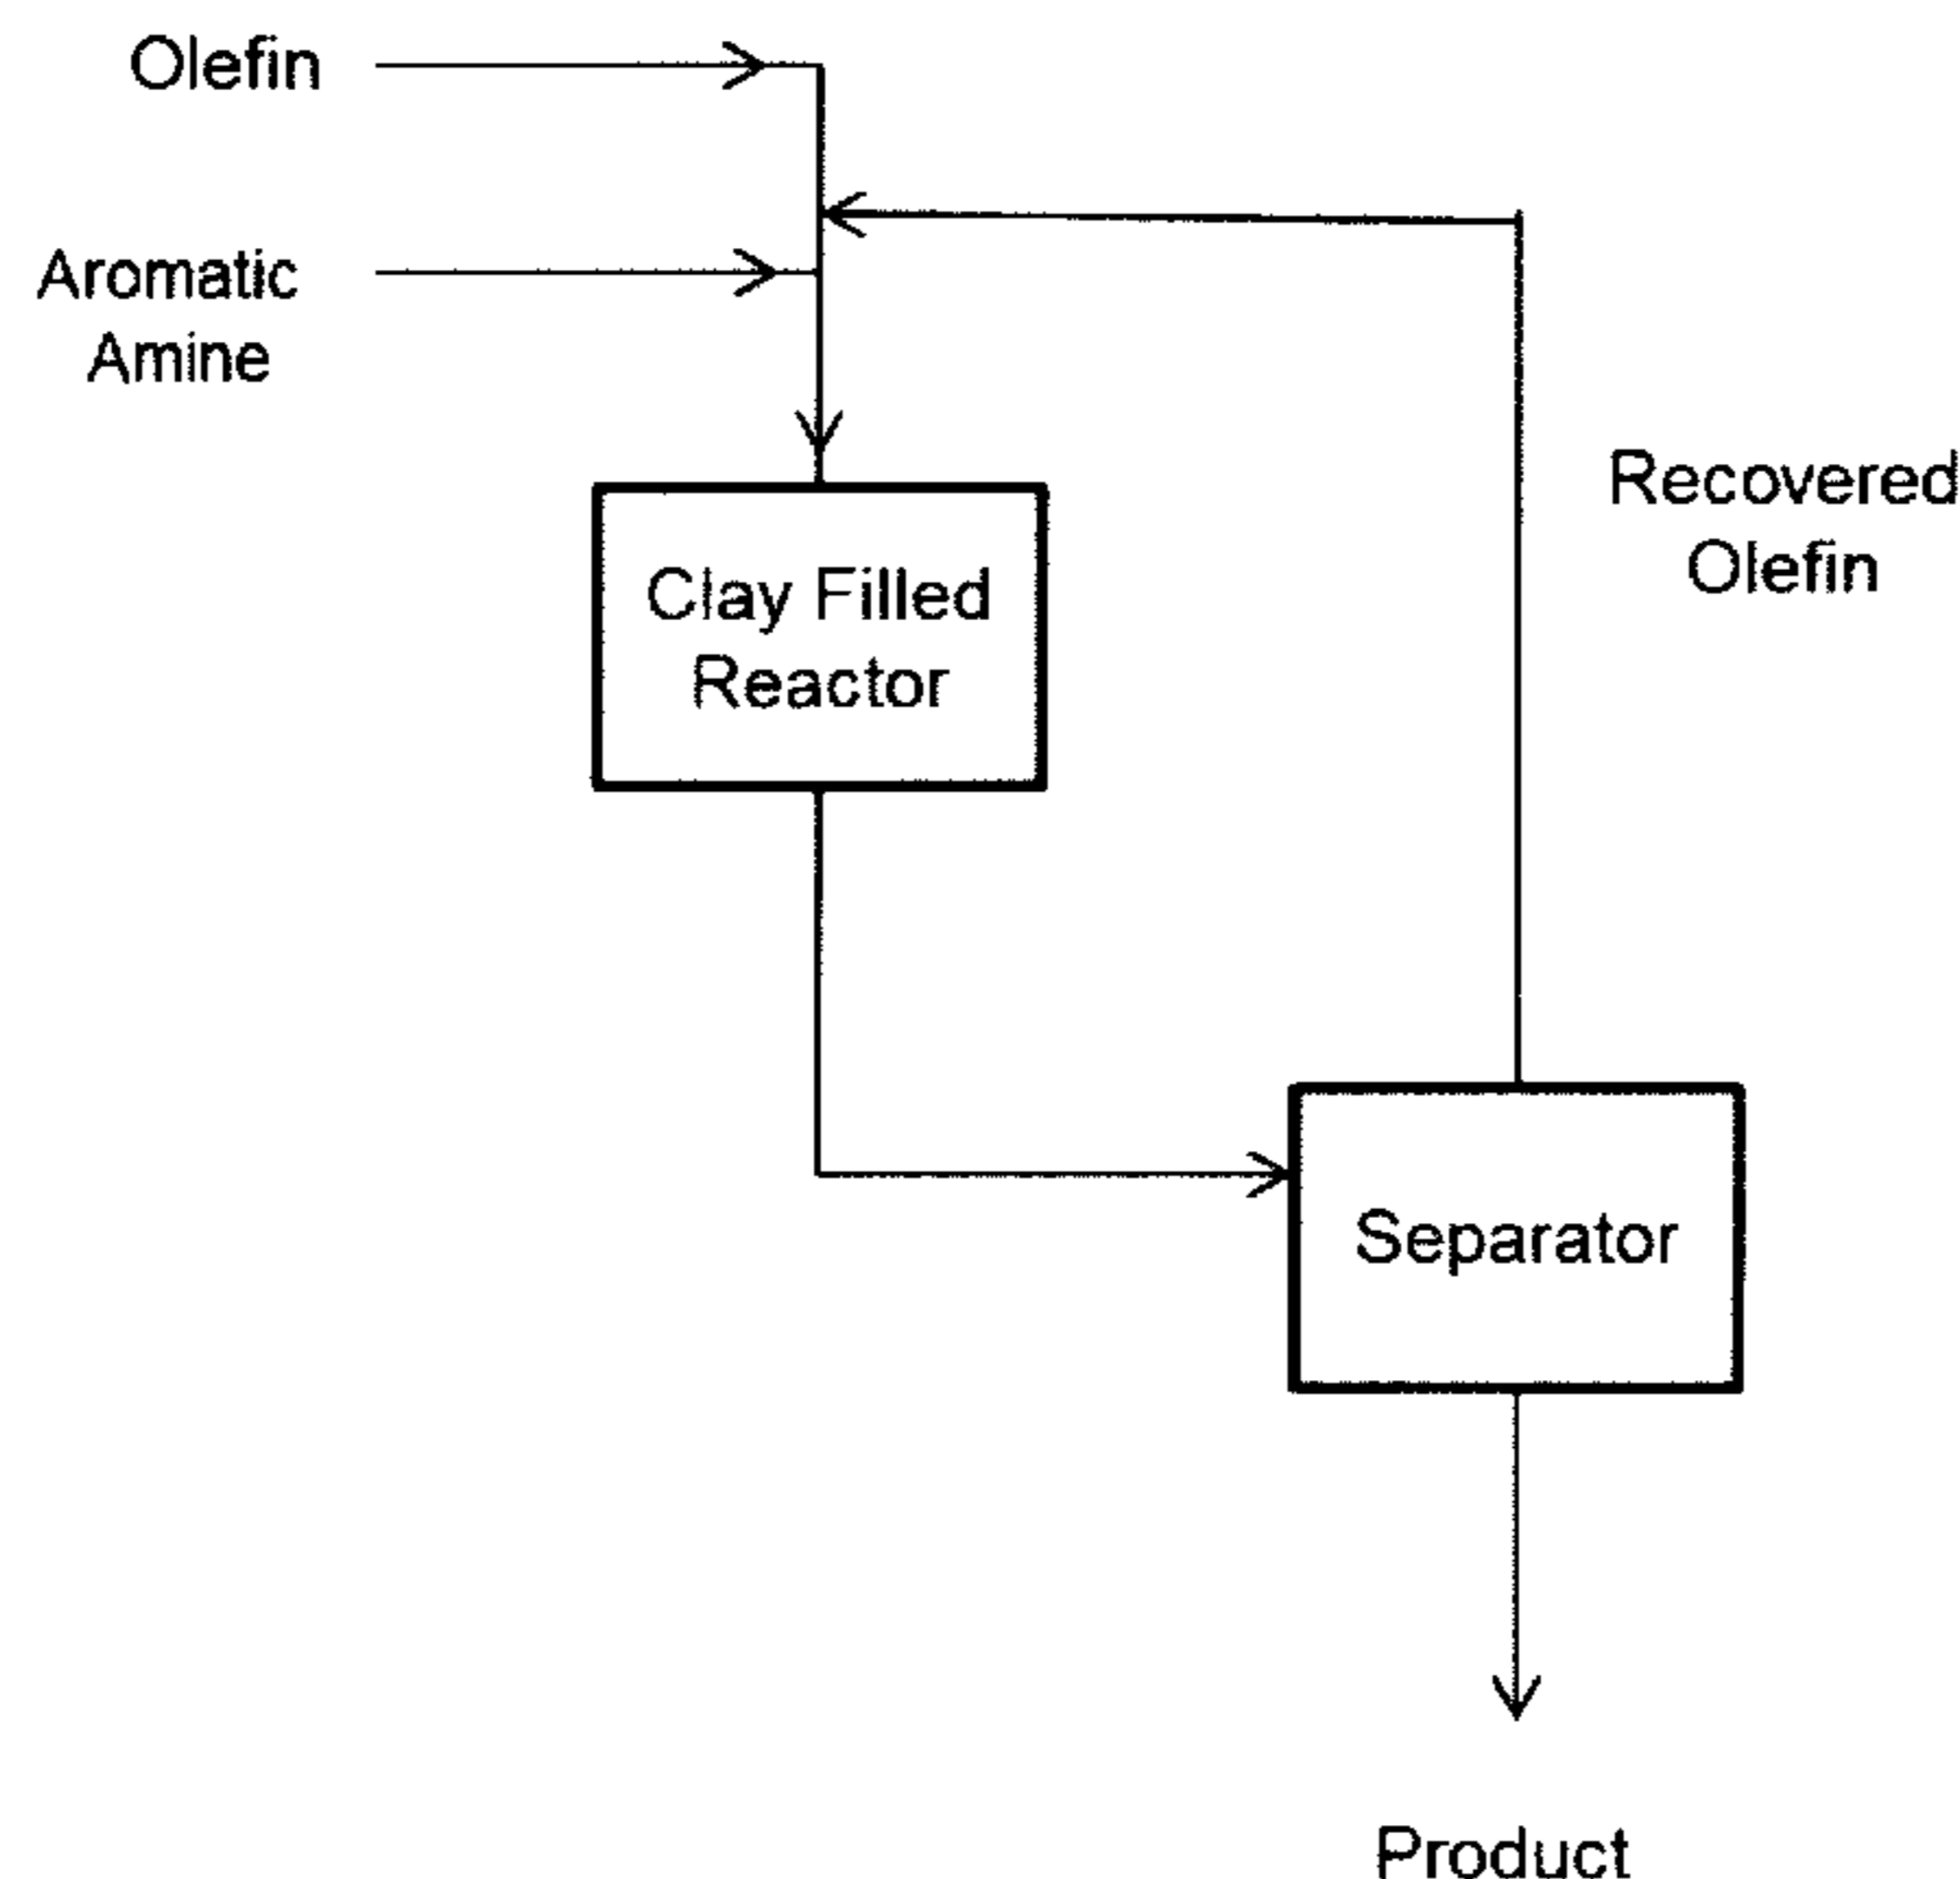 Olefin
Aromatic
Amine
Recovered
Olefin
Clay Filled
Reactor
Separator
Product